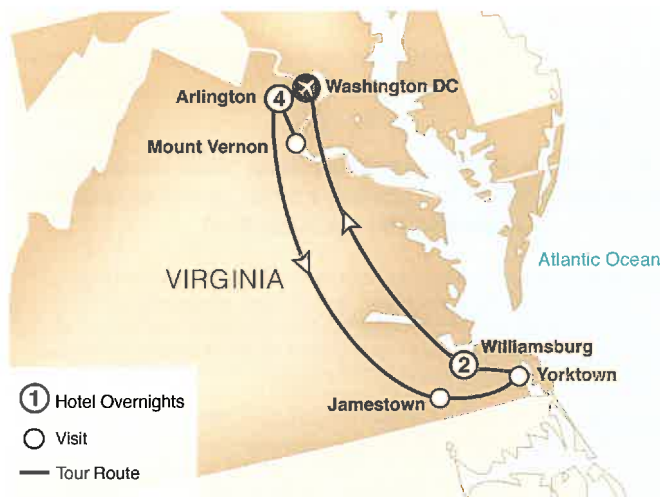 Washington DC
Arlington
4
Mount Vernon
VIRGINIA
Atlantic Ocean
Williamsburg
2
Yorktown
Jamestown
1 Hotel Overnights
Visit
Tour Route